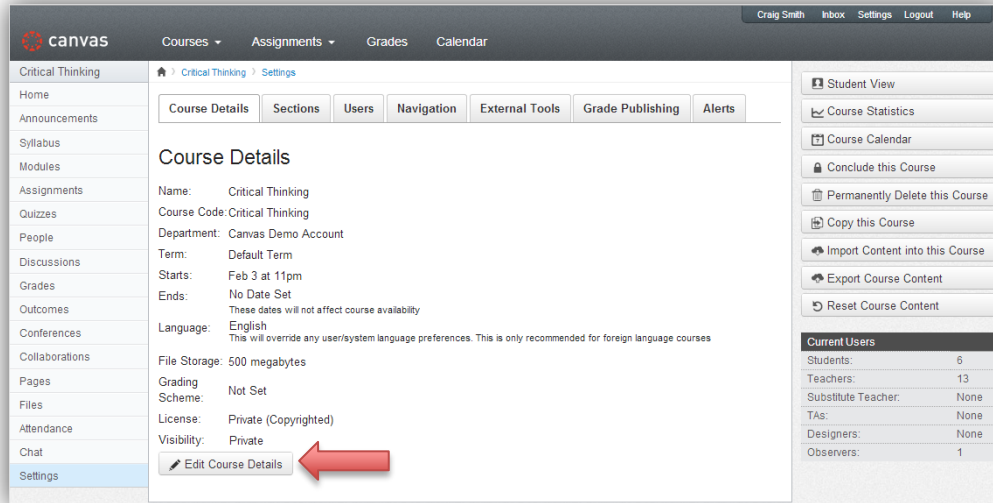 Craig Smith Inbox Settings Logout Help
canvas Courses Assignments Grades Calendar
Critical Thinking
Home
Announcements
Syllabus
Modules
Assignments
Quizzes
People
Discussions
Grades
Outcomes
Conferences
Collaborations
Pages
Files
Attendance
Chat
Settings
Critical Thinking Settings
Course Details Sections Users Navigation External Tools Grade Publishing Alerts
Course Details
Name: Critical Thinking
Course Code: Critical Thinking
Department: Canvas Demo Account
Term: Default Term
Starts: Feb 3 at 11pm
Ends: No Date Set
These dates will not affect course availability
Language: English
This will override any user/system language preferences. This is only recommended for foreign language courses
File Storage: 500 megabytes
Grading
Scheme: Not Set
License: Private (Copyrighted)
Visibility: Private
Edit Course Details
Student View
Course Statistics
Course Calendar
Conclude this Course
Permanently Delete this Course
Copy this Course
Import Content into this Course
Export Course Content
Reset Course Content
Current Users
Students: 6
Teachers: 13
Substitute Teacher: None
TAs: None
Designers: None
Observers: 1